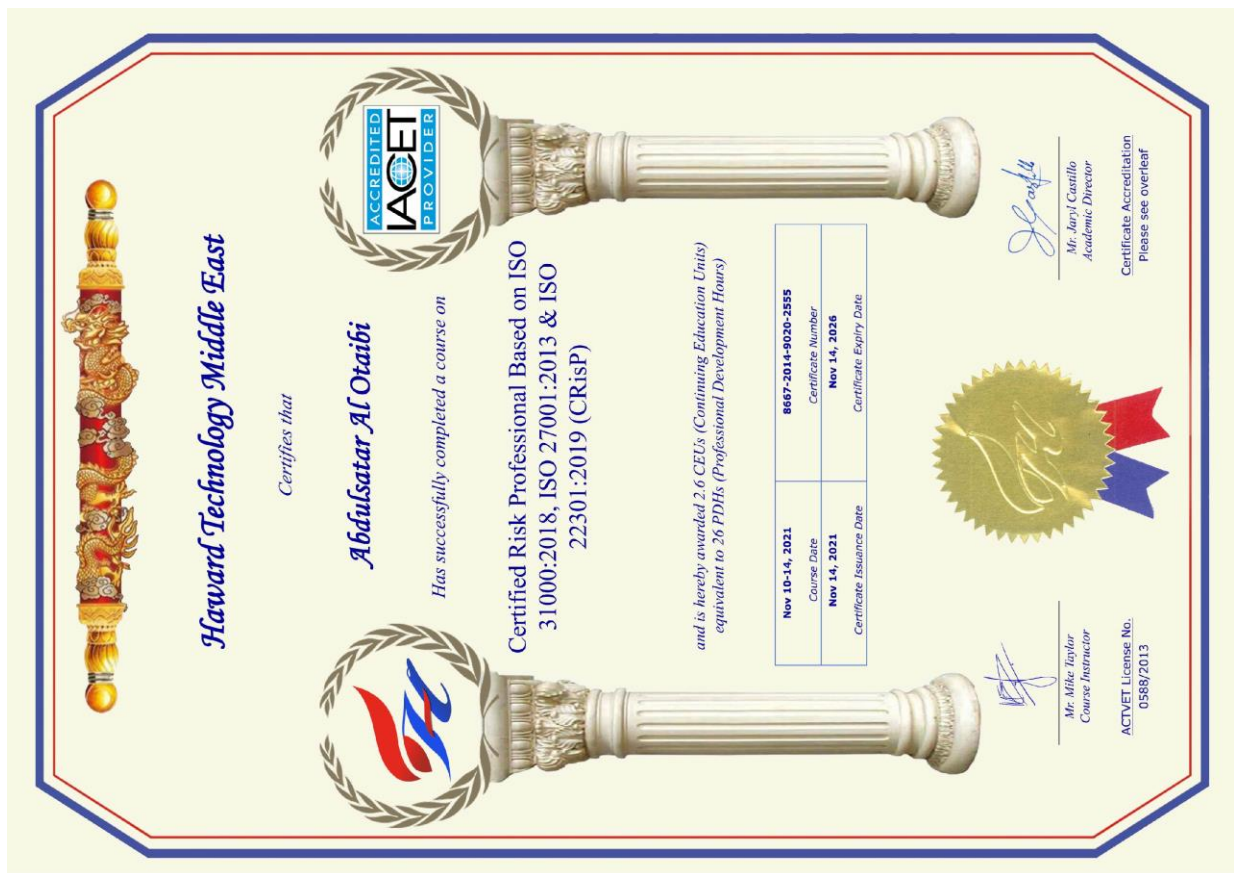 Haward Technology Middle East
Certifies that
Abdulsatar Al Otaibi
Has successfully completed a course on
ACCREDITED
IACET
PROVIDER
Certified Risk Professional Based on ISO
31000:2018, ISO 27001:2013 & ISO
22301:2019 (CRisP)
and is hereby awarded 2.6 CEUs (Continuing Education Units)
equivalent to 26 PDHs (Professional Development Hours)
Nov 10-14, 2021
Course Date
8667-2014-9020-2555
Certificate Number
Nov 14, 2021
Certificate Issuance Date
Nov 14, 2026
Certificate Expiry Date
Mr. Mike Taylor
Course Instructor
ACTVET License No.
0588/2013
Mr. Jaryl Castillo
Academic Director
Certificate Accreditation
Please see overleaf